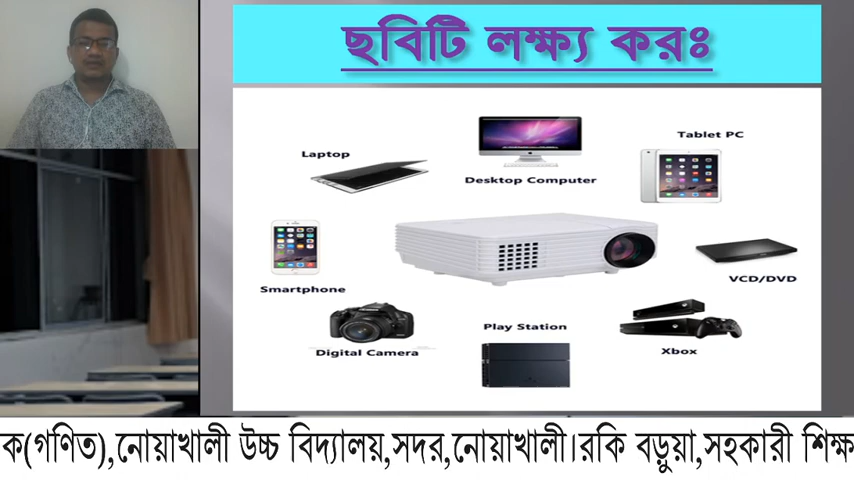 ছবিটি লক্ষ্য করঃ
Tablet PC
Laptop
Desktop Computer
VCD/DVD
Smartphone
Play Station
Digital Camera
Xbox
ক(গণিত),নোয়াখালী উচ্চ বিদ্যালয়,সদর,নোয়াখালী।রকি বড়ুয়া,সহকারী শিক্ষ